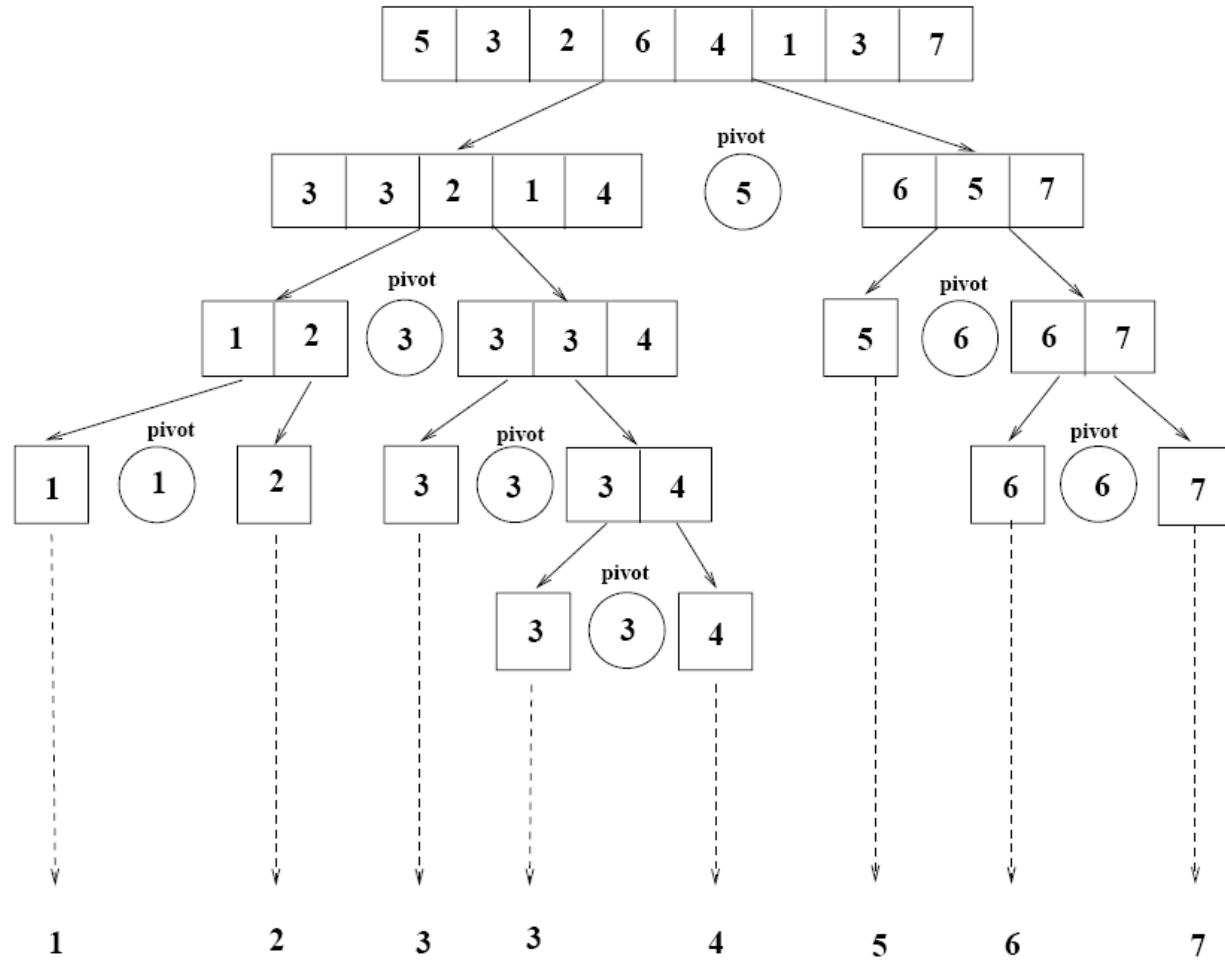 5 3 2 6 4 1 3 7
pivot
3 3 2 1 4 5 6 5 7
pivot pivot
1 2 3 3 3 4 5 6 6 7
pivot pivot pivot
1 1 2 3 3 3 4 6 6 7
pivot
3 3 4
1 2 3 3 4 5 6 7